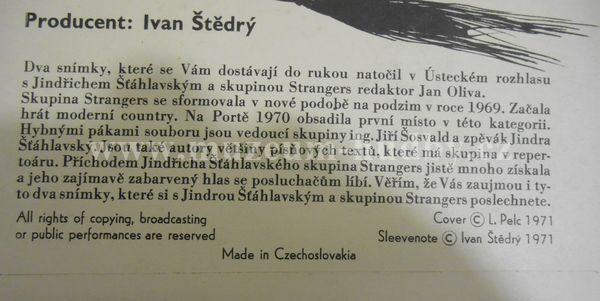 Producent: Ivan Štědrý
Dva snímky, které se Vám dostávají do rukou natočil v Ústeckém rozhlasu
s Jindřichem Šťáhlavským a skupinou Strangers redaktor Jan Oliva.
Skupina Strangers se sformovala v nové podobě na podzim v roce 1969. Začala
hrát moderní country. Na Portě 1970 obsadila první místo v této kategorii.
Hybnými pákami souboru jsou vedoucí skupiny ing. Jiří Šosvald a zpěvák Jindra
Šťáhlavský. Jsou také autory většiny písňových textů, které má skupina v reper-
toáru. Příchodem Jindřicha Šťáhlavského skupina Strangers jistě mnoho získala
a jeho zajímavě zabarvený hlas se posluchačům líbí. Věřím, že Vás zaujmou i ty-
to dva snímky, které si s Jindrou Šťáhlavským a skupinou Strangers poslechnete.
All rights of copying, broadcasting
or public performances are reserved
Cover © L. Pelc 1971
Sleevenote © Ivan Štědrý 1971
Made in Czechoslovakia